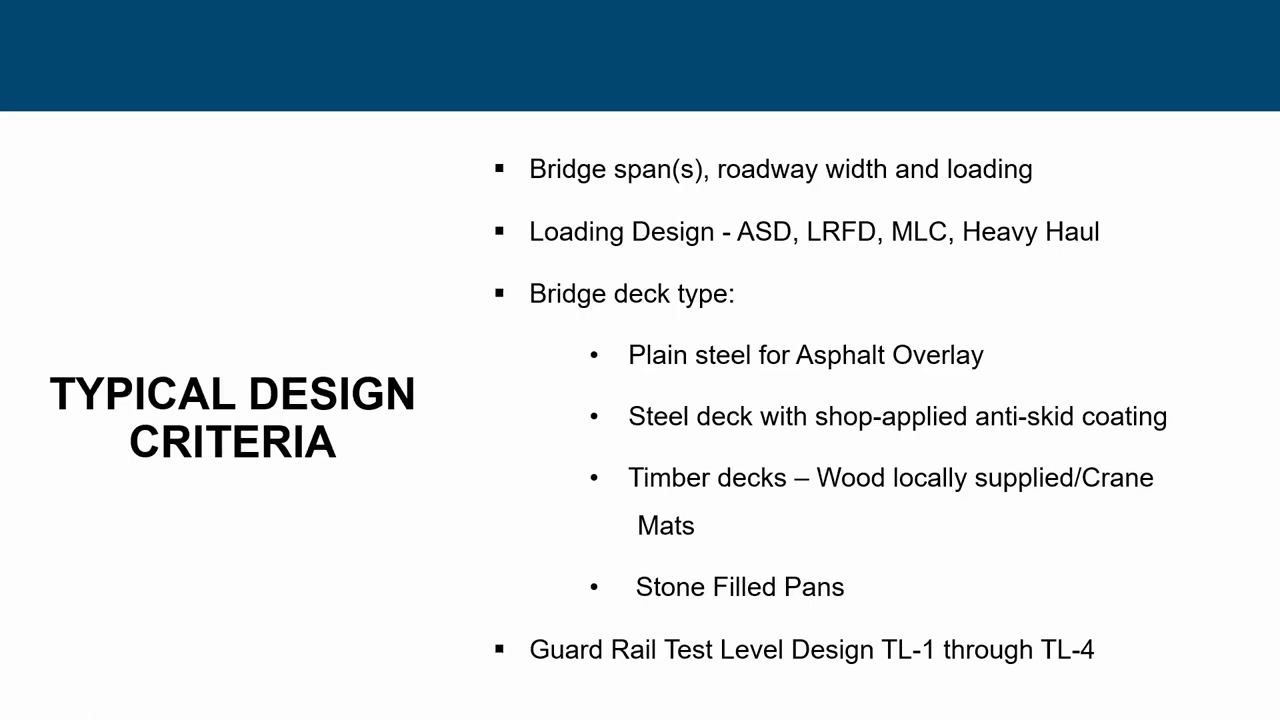 TYPICAL DESIGN
CRITERIA
▪ Bridge span(s), roadway width and loading
▪ Loading Design - ASD, LRFD, MLC, Heavy Haul
▪ Bridge deck type:
• Plain steel for Asphalt Overlay
• Steel deck with shop-applied anti-skid coating
• Timber decks – Wood locally supplied/Crane
Mats
• Stone Filled Pans
▪ Guard Rail Test Level Design TL-1 through TL-4